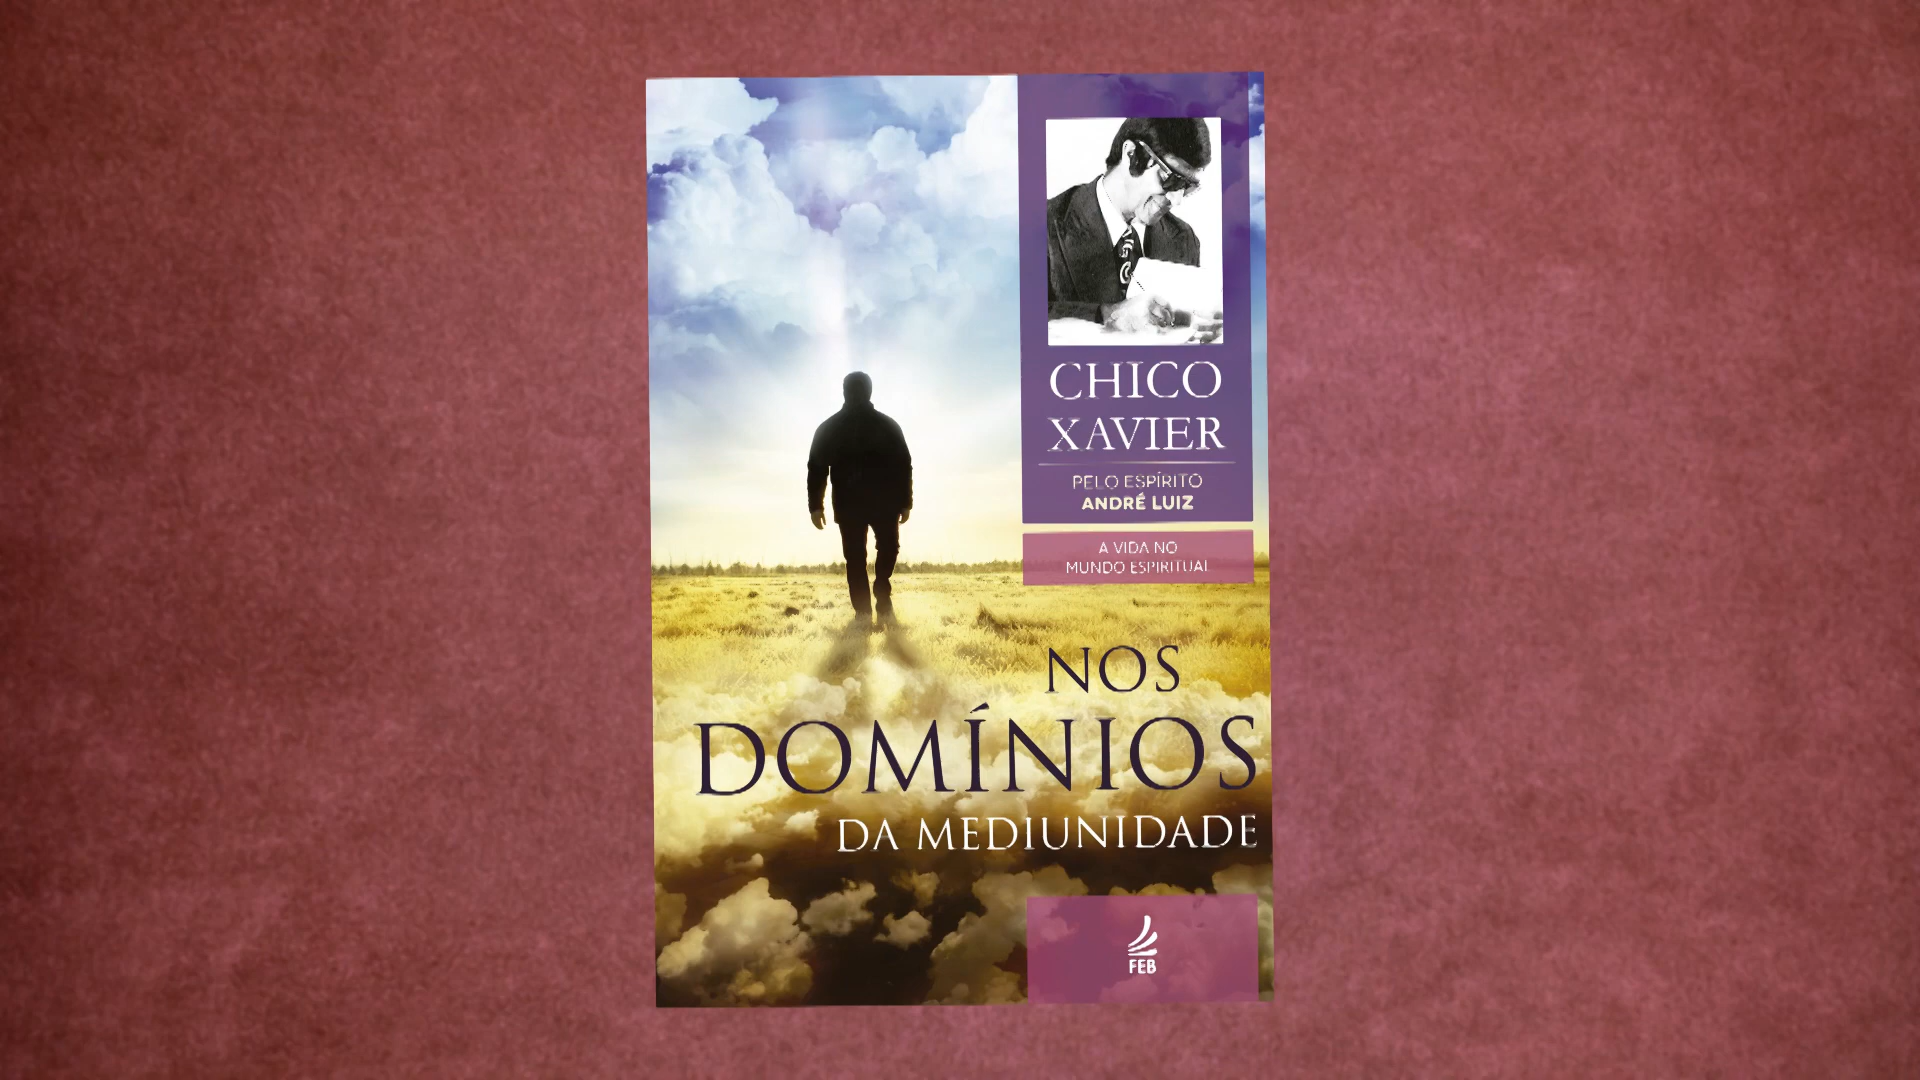 CHICO
XAVIER
PELO ESPÍRITO
ANDRÉ LUIZ
A VIDA NO
MUNDO ESPIRITUAL
NOS
DOMÍNIOS
DA MEDIUNIDADE
FEB